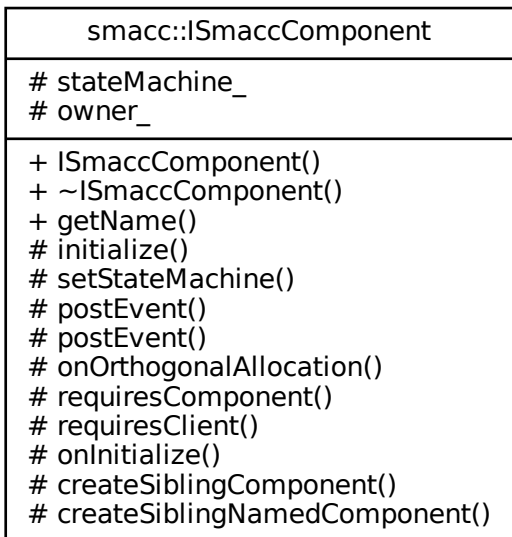 smacc::ISmaccComponent
# stateMachine_
# owner_
+ ISmaccComponent()
+ ~ISmaccComponent()
+ getName()
# initialize()
# setStateMachine()
# postEvent()
# postEvent()
# onOrthogonalAllocation()
# requiresComponent()
# requiresClient()
# onInitialize()
# createSiblingComponent()
# createSiblingNamedComponent()